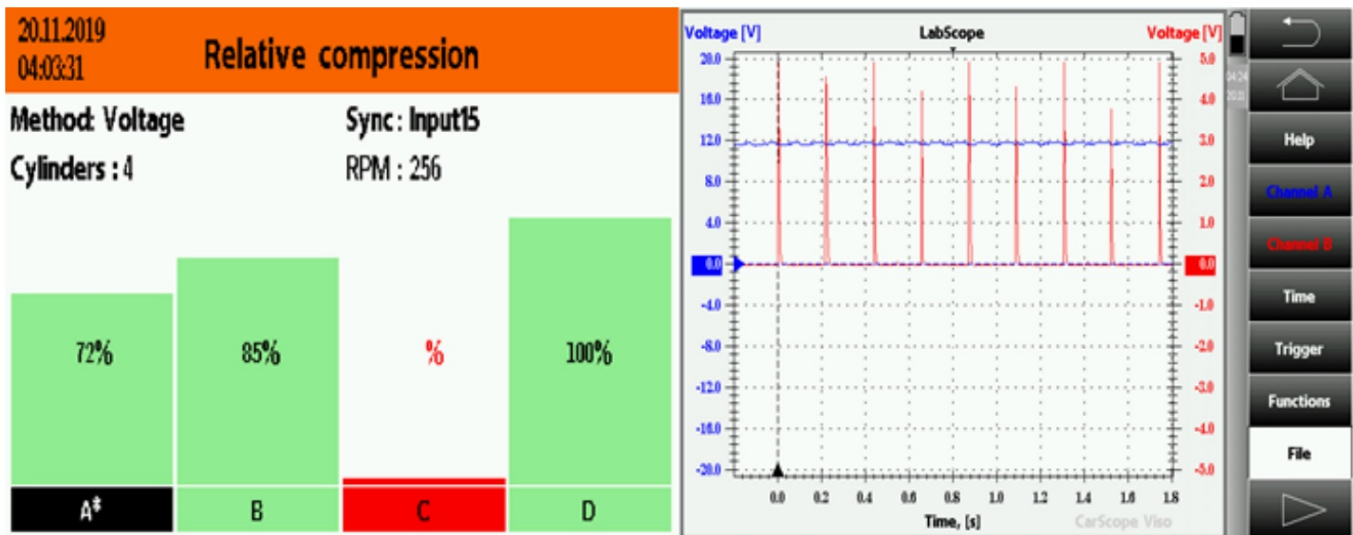 20.11.2019
04:03:31
Relative compression
Method: Voltage
Sync : Input15
Cylinders : 4
RPM : 256
72%
85%
%
100%
A*
B
C
D
Voltage [V]
LabScope
Voltage [V]
20.0
16.0
12.0
8.0
4.0
0.0
-4.0
-8.0
-12.0
-16.0
-20.0
5.0
4.0
3.0
2.0
1.0
0.0
-1.0
-2.0
-3.0
-4.0
-5.0
0.0 0.2 0.4 0.6 0.8 1.0 1.2 1.4 1.6 1.8
Time, [s]
CarScope Viso
04:24
20.11
Help
Channel A
Channel B
Time
Trigger
Functions
File